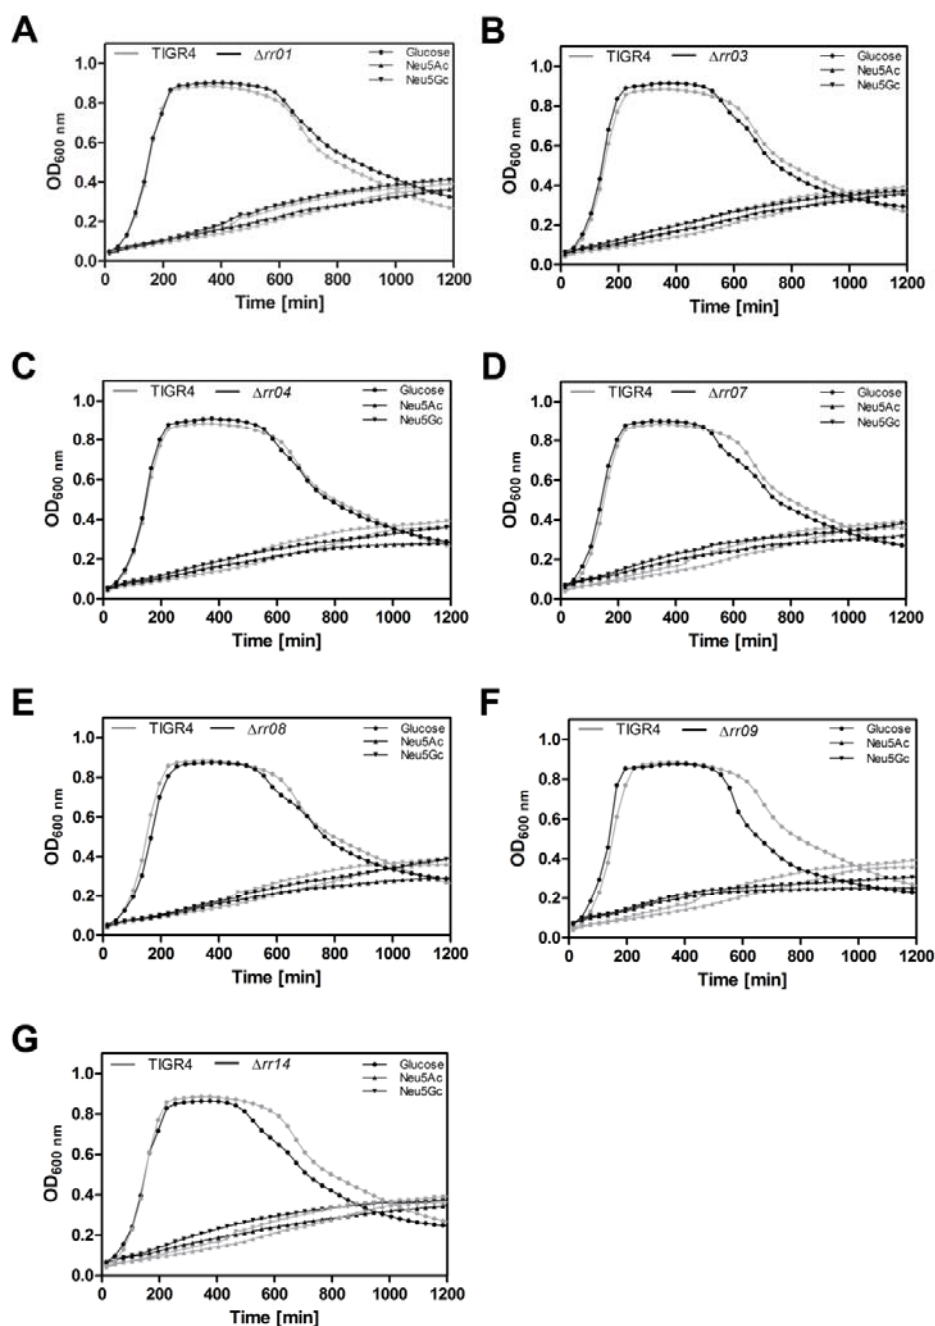 A
TIGR4 Δrr01
Glucose
Neu5Ac
Neu5Gc
1.0
0.8
0.6
0.4
0.2
0.0
OD600 nm
0 200 400 600 800 1000 1200
Time [min]
B
TIGR4 Δrr03
Glucose
Neu5Ac
Neu5Gc
1.0
0.8
0.6
0.4
0.2
0.0
OD600 nm
0 200 400 600 800 1000 1200
Time [min]
C
TIGR4 Δrr04
Glucose
Neu5Ac
Neu5Gc
1.0
0.8
0.6
0.4
0.2
0.0
OD600 nm
0 200 400 600 800 1000 1200
Time [min]
D
TIGR4 Δrr07
Glucose
Neu5Ac
Neu5Gc
1.0
0.8
0.6
0.4
0.2
0.0
OD600 nm
0 200 400 600 800 1000 1200
Time [min]
E
TIGR4 Δrr08
Glucose
Neu5Ac
Neu5Gc
1.0
0.8
0.6
0.4
0.2
0.0
OD600 nm
0 200 400 600 800 1000 1200
Time [min]
F
TIGR4 Δrr09
Glucose
Neu5Ac
Neu5Gc
1.0
0.8
0.6
0.4
0.2
0.0
OD600 nm
0 200 400 600 800 1000 1200
Time [min]
G
TIGR4 Δrr14
Glucose
Neu5Ac
Neu5Gc
1.0
0.8
0.6
0.4
0.2
0.0
OD600 nm
0 200 400 600 800 1000 1200
Time [min]